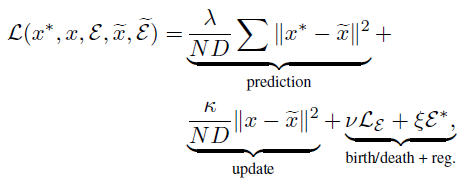 ℒ(x*, x, ℰ, x̃, ℰ̃) = λ/(ND) ∑ ‖x* − x̃‖² +
prediction
κ/(ND) ‖x − x̃‖² + νℒ_ℰ + ξℰ*,
update birth/death + reg.